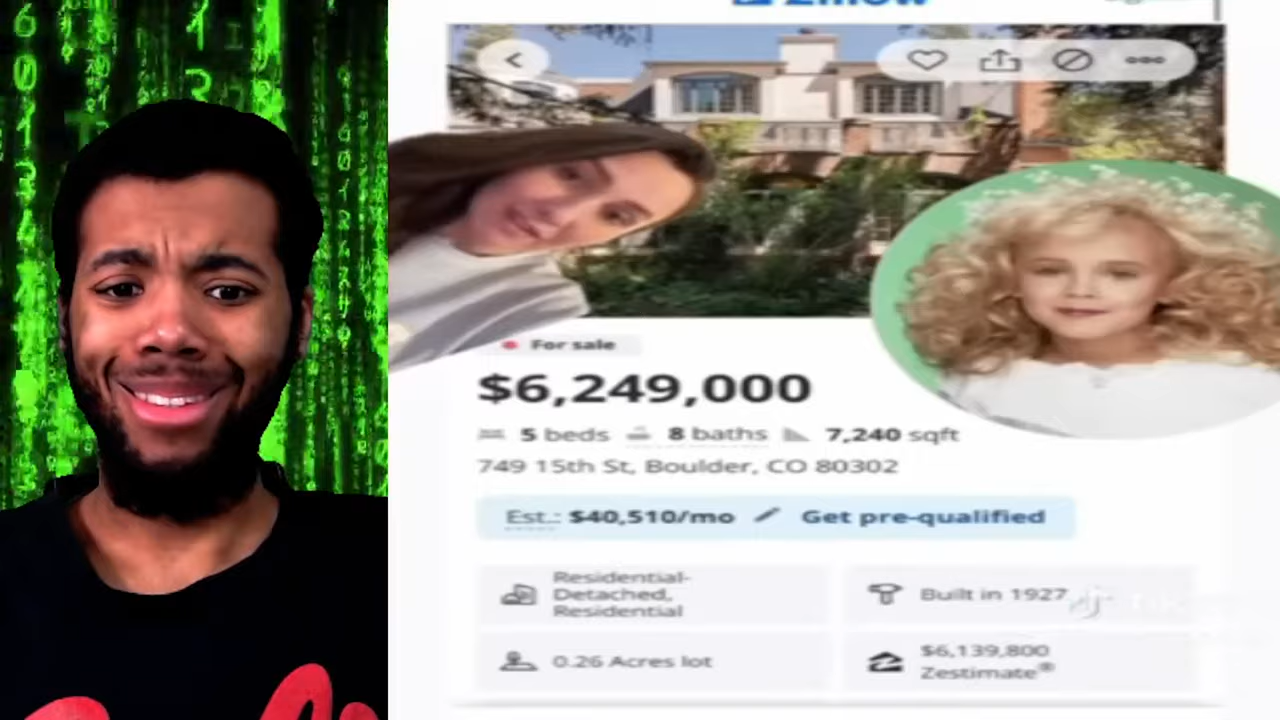 Zillow
For sale
$6,249,000
5 beds 8 baths 7,240 sqft
749 15th St, Boulder, CO 80302
Est.: $40,510/mo Get pre-qualified
Residential-
Detached,
Residential
Built in 1927
0.26 Acres lot
$6,139,800
Zestimate®